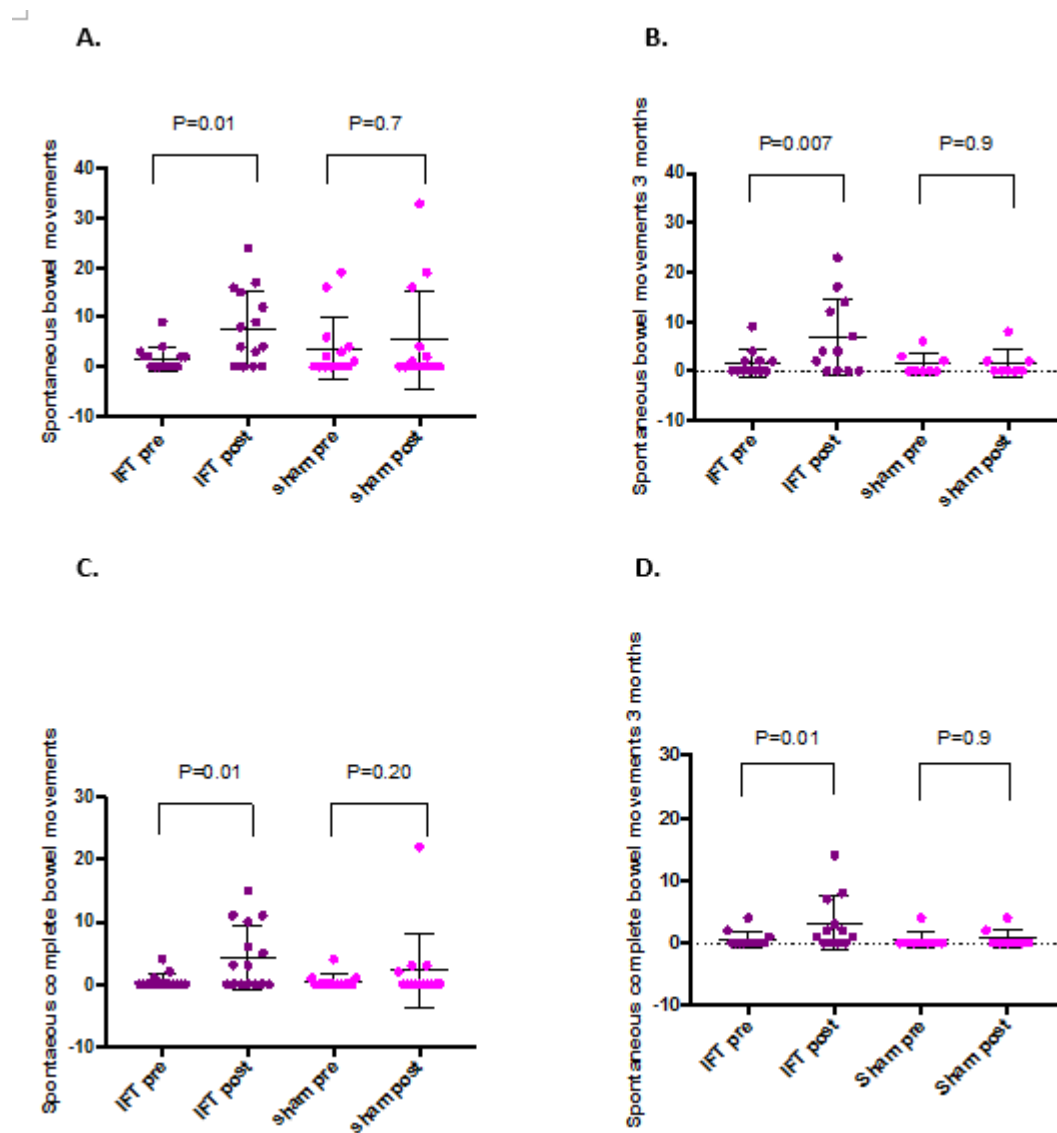 A.
P=0.01
P=0.7
Spontaneous bowel movements
40
30
20
10
0
-10
IFT pre
IFT post
sham pre
sham post
B.
P=0.007
P=0.9
Spontaneous bowel movements 3 months
40
30
20
10
0
-10
IFT pre
IFT post
sham pre
sham post
C.
P=0.01
P=0.20
Spontaeous complete bowel movements
30
20
10
0
-10
IFT pre
IFT post
sham pre
sham post
D.
P=0.01
P=0.9
Spontaneous complete bowel movements 3 months
30
20
10
0
-10
IFT pre
IFT post
Sham pre
Sham post